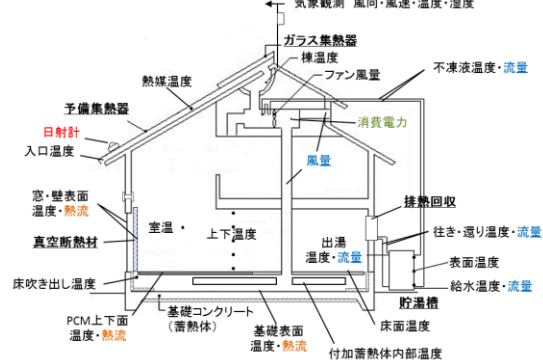 気象観測 風向・風速・温度・湿度
ガラス集熱器
棟温度
ファン風量
不凍液温度・流量
熱媒温度
予備集熱器
消費電力
日射計
入口温度
風量
窓・壁表面
温度・熱流
排熱回収
室温
上下温度
出湯
温度・流量
往き・還り温度・流量
真空断熱材
表面温度
床吹き出し温度
給水温度・流量
貯湯槽
PCM上下面
温度・熱流
基礎コンクリート
(蓄熱体)
基礎表面
温度・熱流
床面温度
付加蓄熱体内部温度